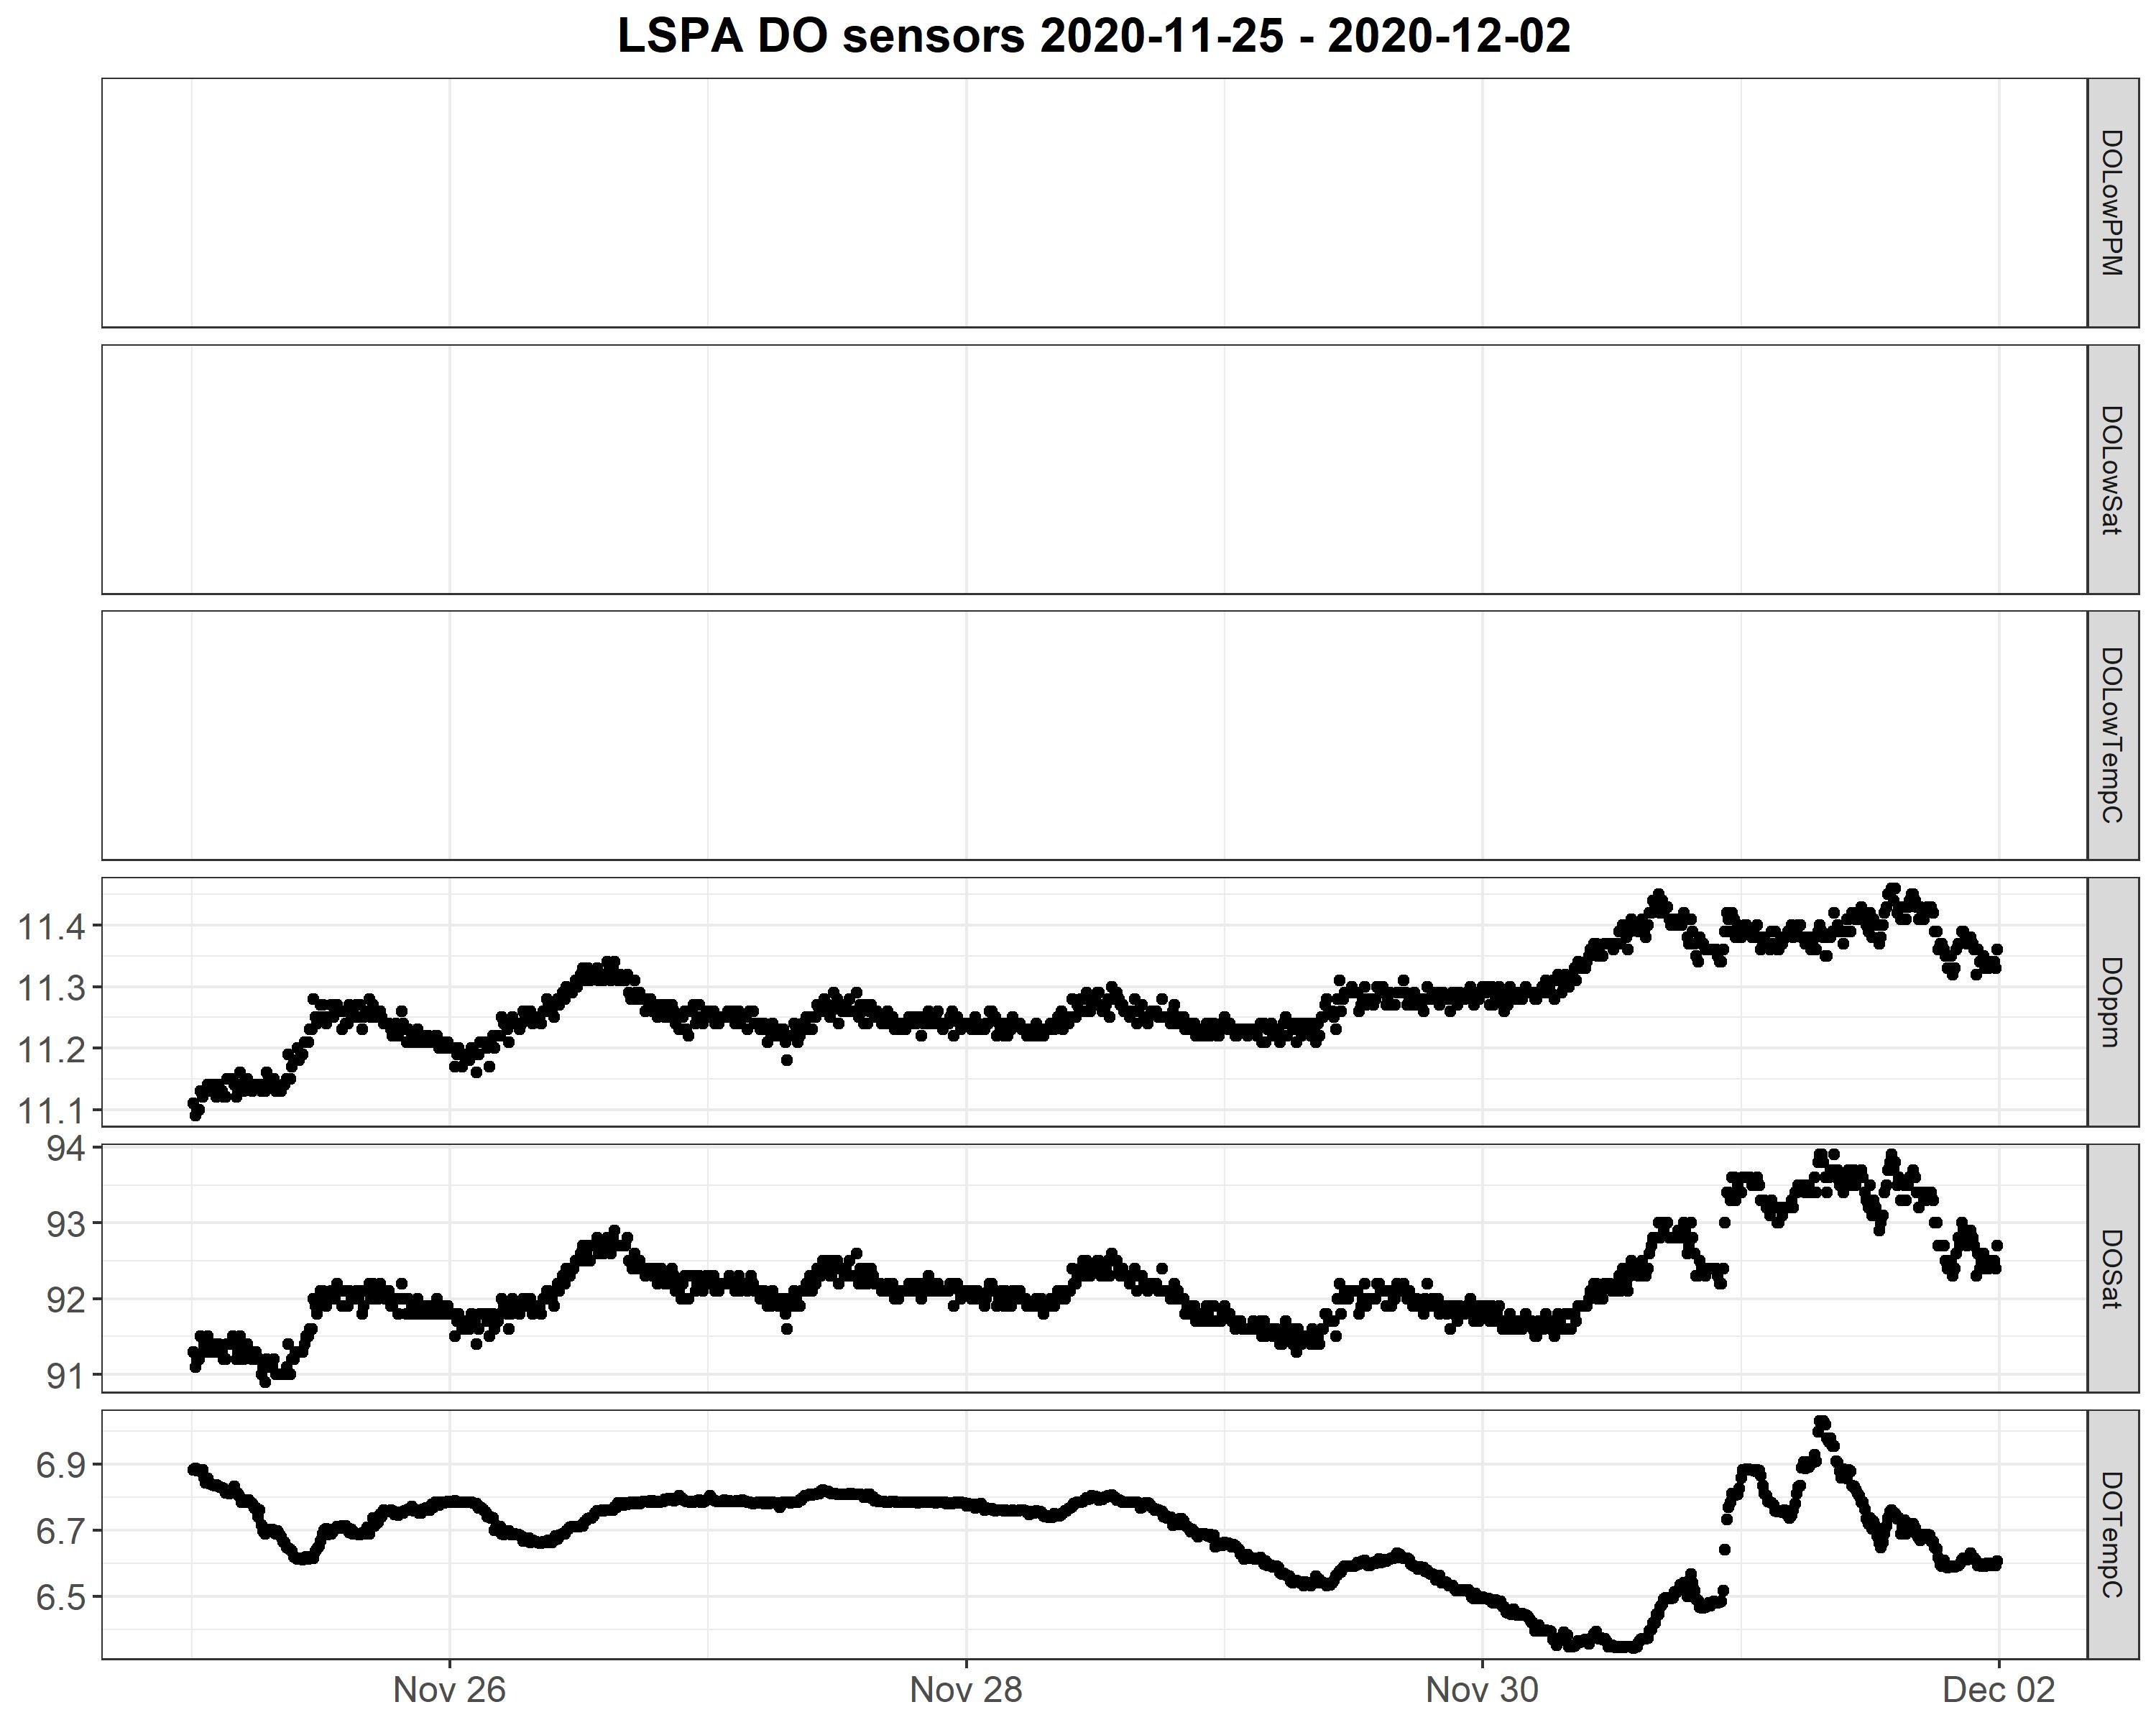 LSPA DO sensors 2020-11-25 - 2020-12-02
DOLowPPM
DOLowSat
DOLowTempC
11.4
11.3
11.2
11.1
DOppm
94
93
92
91
DOSat
6.9
6.7
6.5
DOTempC
Nov 26 Nov 28 Nov 30 Dec 02